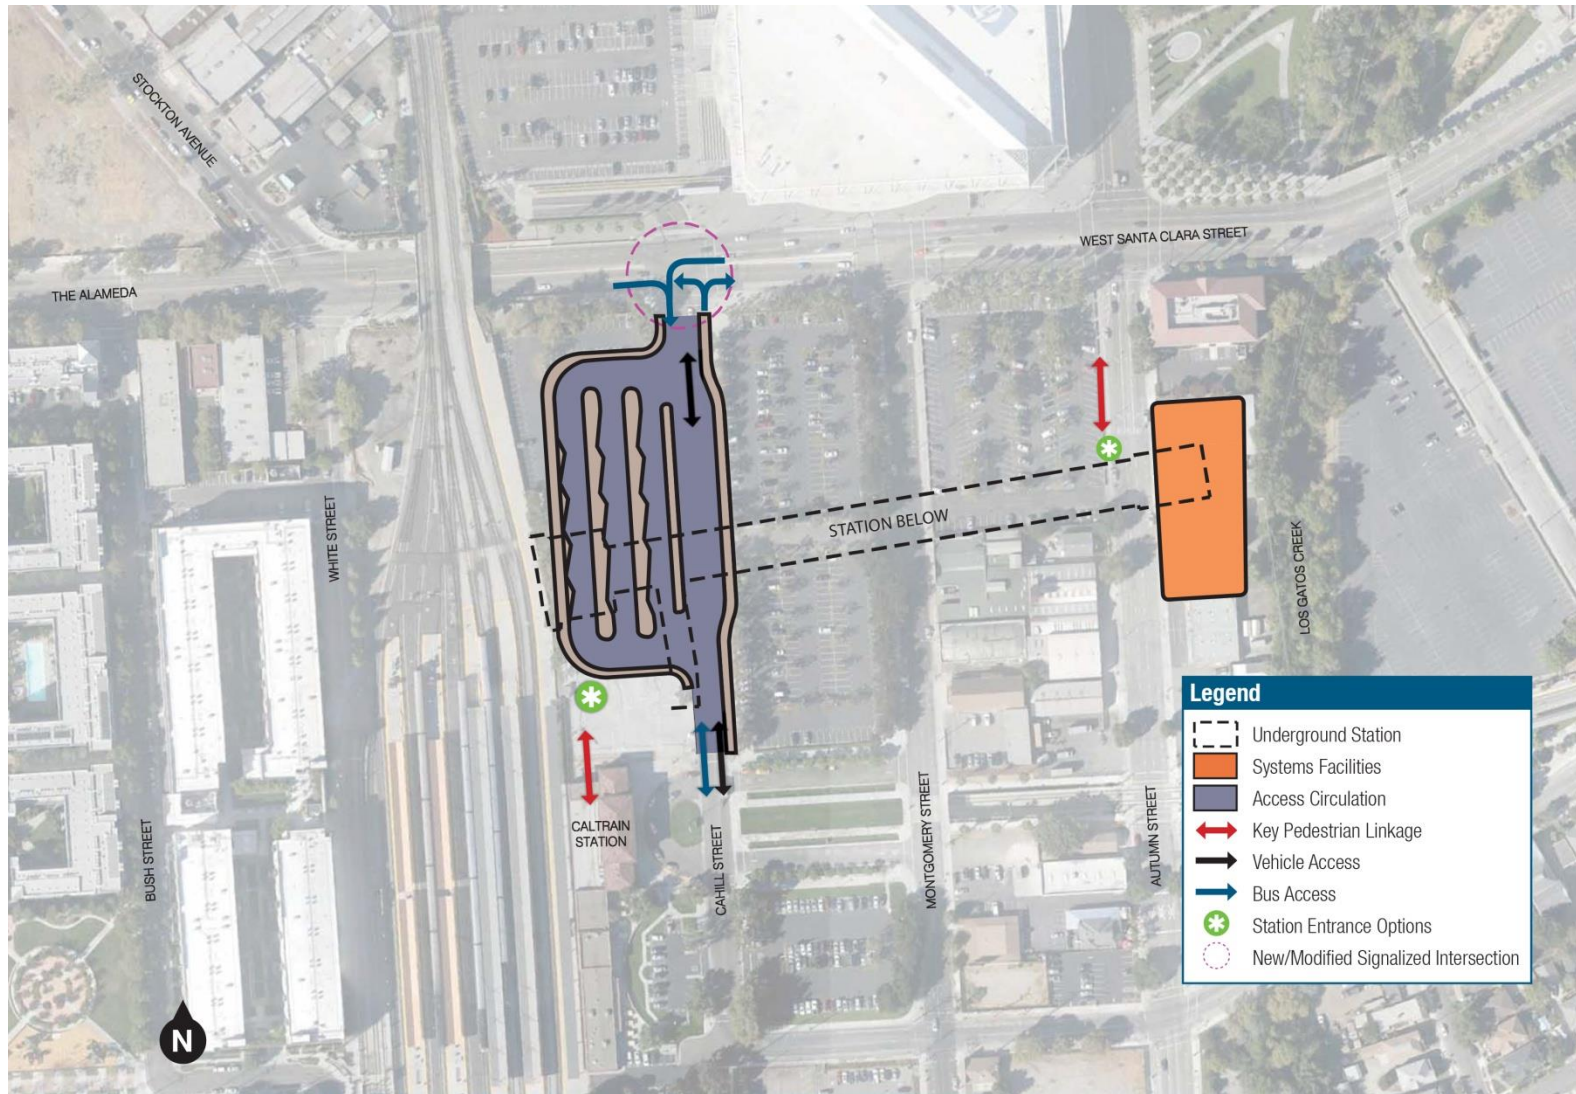 STOCKTON AVENUE
WEST SANTA CLARA STREET
THE ALAMEDA
WHITE STREET
STATION BELOW
LOS GATOS CREEK
Legend
Underground Station
Systems Facilities
Access Circulation
Key Pedestrian Linkage
Vehicle Access
Bus Access
Station Entrance Options
New/Modified Signalized Intersection
BUSH STREET
CALTRAIN
STATION
CAHILL STREET
MONTGOMERY STREET
AUTUMN STREET
N